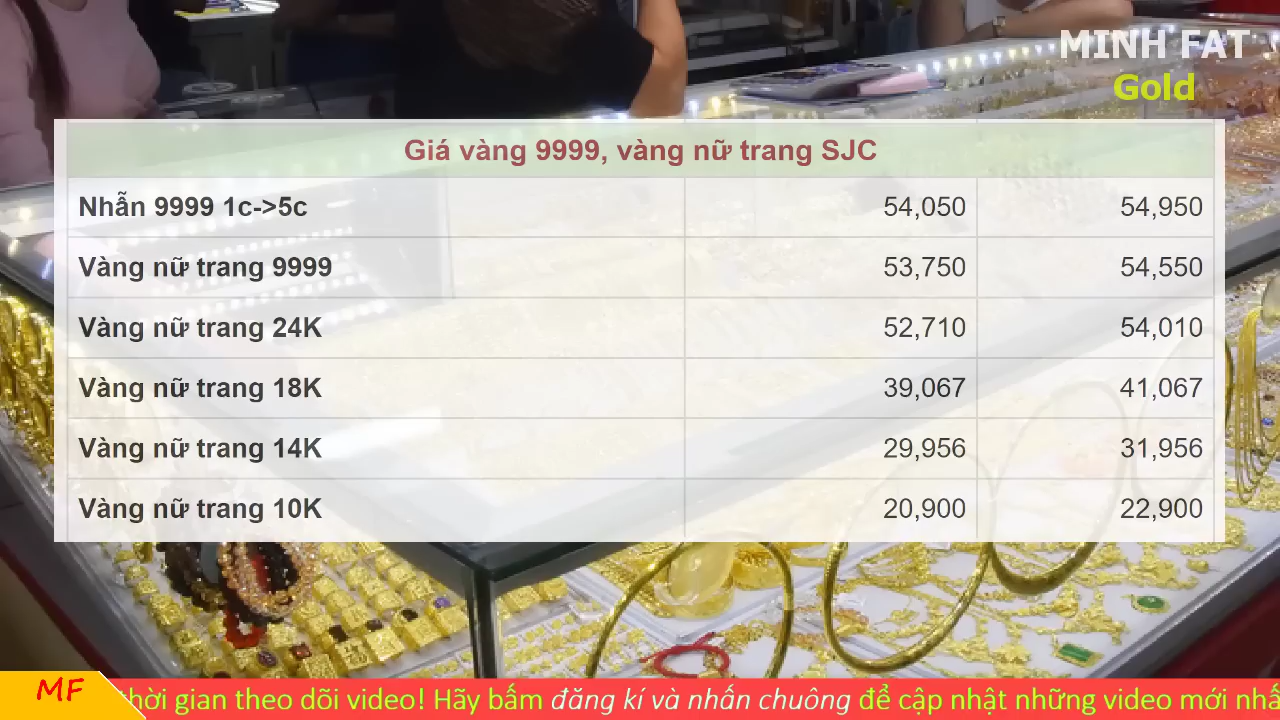 MINH FAT
Gold
Giá vàng 9999, vàng nữ trang SJC
Nhẫn 9999 1c->5c 54,050 54,950
Vàng nữ trang 9999 53,750 54,550
Vàng nữ trang 24K 52,710 54,010
Vàng nữ trang 18K 39,067 41,067
Vàng nữ trang 14K 29,956 31,956
Vàng nữ trang 10K 20,900 22,900
MF thời gian theo dõi video! Hãy bấm đăng kí và nhấn chuông để cập nhật những video mới